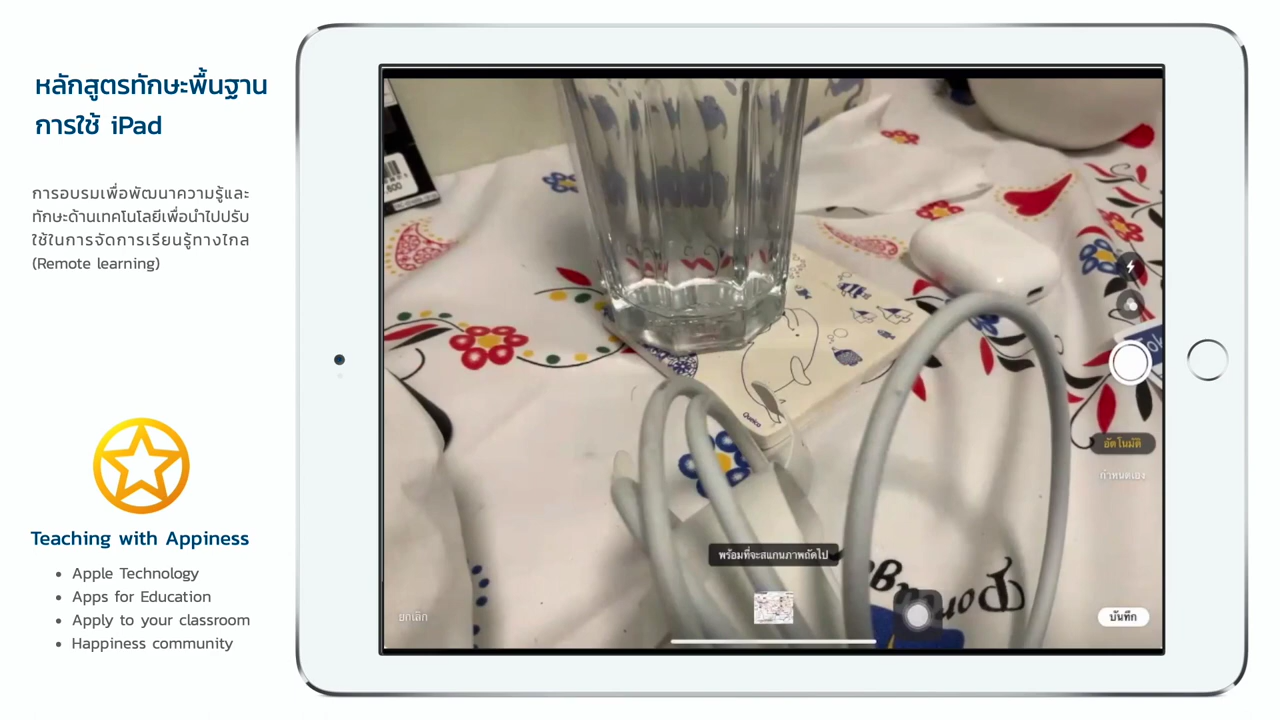 หลักสูตรทักษะพื้นฐาน
การใช้ iPad
การอบรมเพื่อพัฒนาความรู้และ
ทักษะด้านเทคโนโลยีเพื่อนำไปปรับ
ใช้ในการจัดการเรียนรู้ทางไกล
(Remote learning)
Teaching with Appiness
Apple Technology
Apps for Education
Apply to your classroom
Happiness community
อัตโนมัติ
กำหนดเอง
พร้อมที่จะสแกนภาพถัดไป
ยกเลิก
บันทึก